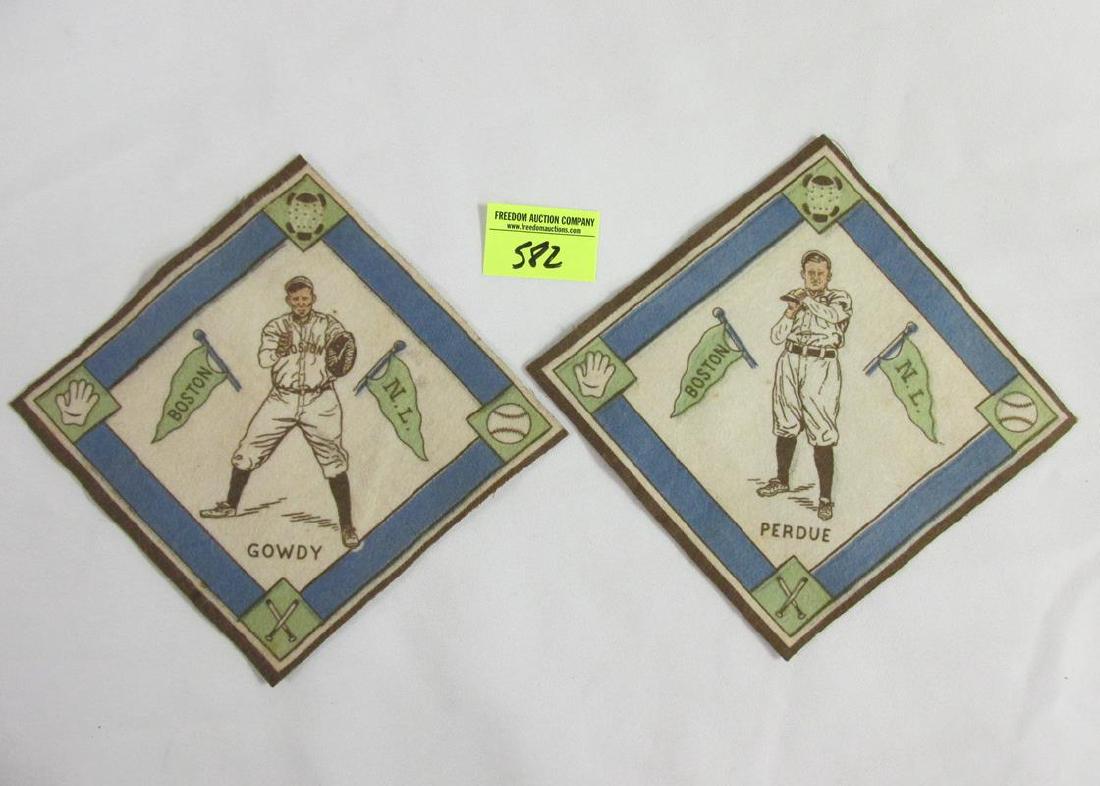 FREEDOM AUCTION COMPANY
www.freedomauctions.com
582
BOSTON
N.L.
GOWDY
BOSTON
N.L.
PERDUE